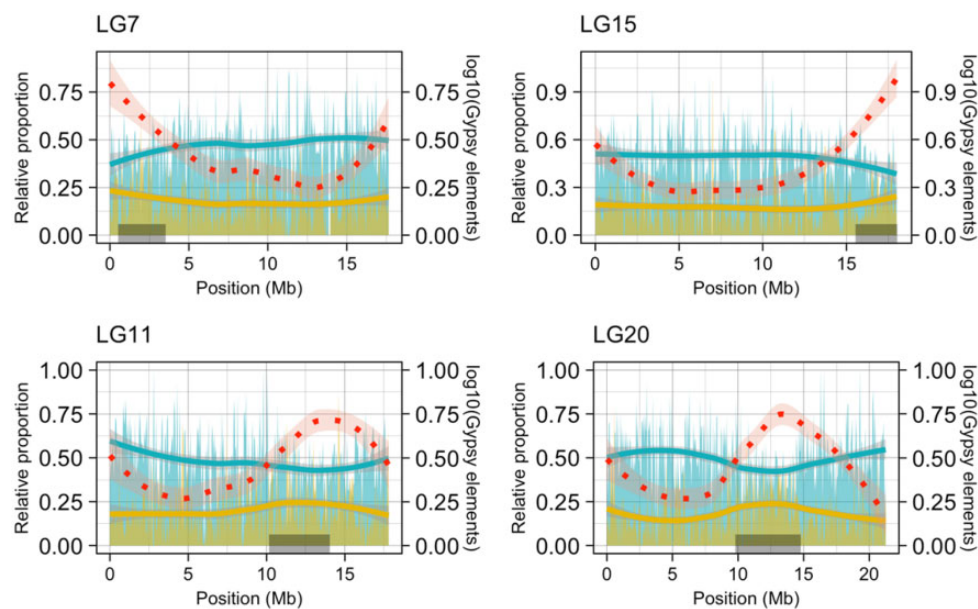 LG7
Relative proportion
0.75
0.50
0.25
0.00
0.75
0.50
0.25
0.00
log10(Gypsy elements)
0 5 10 15
Position (Mb)
LG15
Relative proportion
0.9
0.6
0.3
0.0
0.9
0.6
0.3
0.0
log10(Gypsy elements)
0 5 10 15
Position (Mb)
LG11
Relative proportion
1.00
0.75
0.50
0.25
0.00
1.00
0.75
0.50
0.25
0.00
log10(Gypsy elements)
0 5 10 15
Position (Mb)
LG20
Relative proportion
1.00
0.75
0.50
0.25
0.00
1.00
0.75
0.50
0.25
0.00
log10(Gypsy elements)
0 5 10 15 20
Position (Mb)